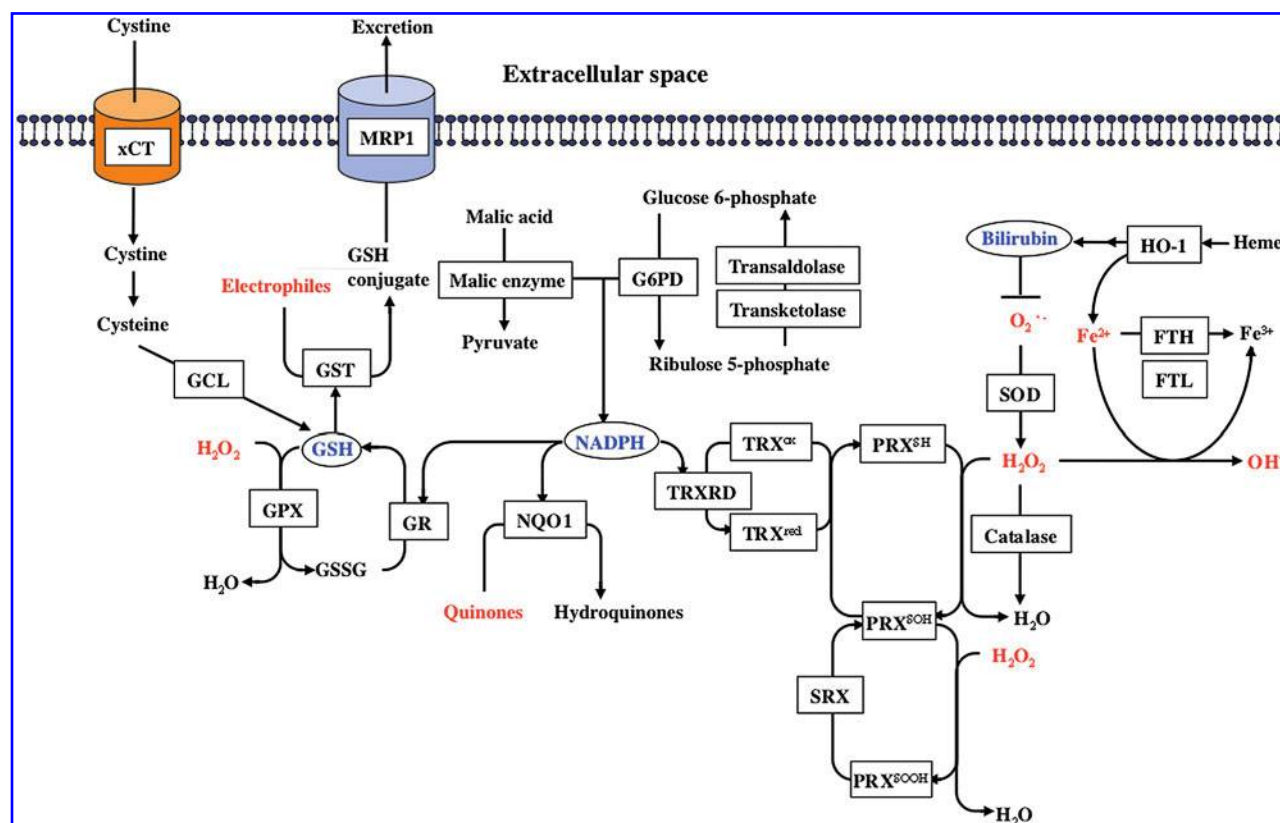 Cystine
Excretion
Extracellular space
xCT
MRP1
Cystine
Cysteine
GCL
Electrophiles
GSH
conjugate
GST
Malic acid
Malic enzyme
Pyruvate
Glucose 6-phosphate
G6PD
Ribulose 5-phosphate
Transaldolase
Transketolase
Bilirubin
HO-1
Heme
O₂˙⁻
Fe²⁺
FTH
Fe³⁺
FTL
SOD
H₂O₂
GSH
NADPH
TRXᵒˣ
PRXˢᴴ
H₂O₂
OH
GPX
GR
NQO1
TRXRD
TRXʳᵉᵈ
Catalase
H₂O
GSSG
Quinones
Hydroquinones
PRXˢᴼᴴ
H₂O
H₂O₂
SRX
PRXˢᴼᴼᴴ
H₂O